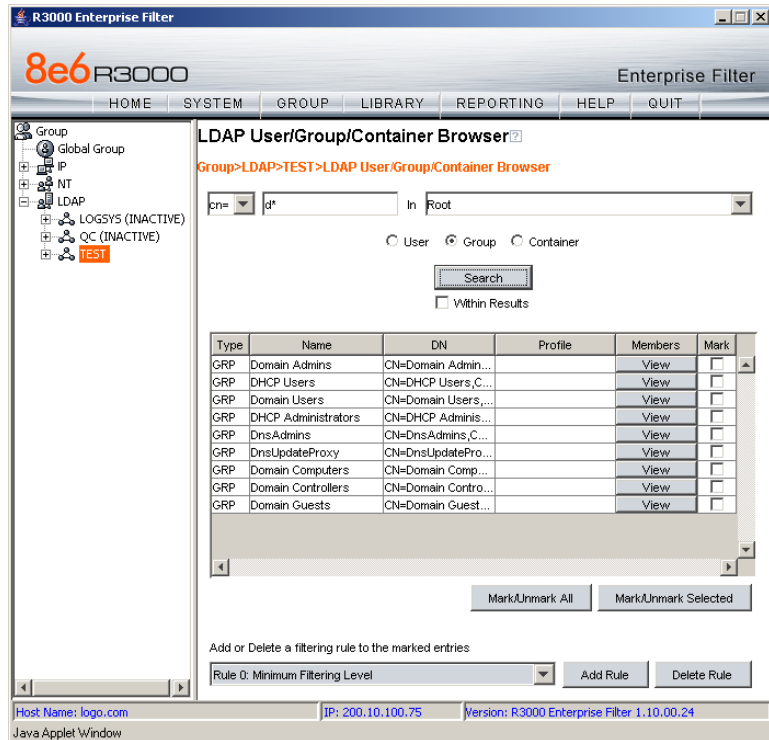 R3000 Enterprise Filter
8e6 R3000
Enterprise Filter
HOME SYSTEM GROUP LIBRARY REPORTING HELP QUIT
Group
Global Group
IP
NT
LDAP
LOGSYS (INACTIVE)
QC (INACTIVE)
TEST
LDAP User/Group/Container Browser
Group>LDAP>TEST>LDAP User/Group/Container Browser
cn= d* In Root
User Group Container
Search
Within Results
Type Name DN Profile Members Mark
GRP Domain Admins CN=Domain Admin... View
GRP DHCP Users CN=DHCP Users,C... View
GRP Domain Users CN=Domain Users,... View
GRP DHCP Administrators CN=DHCP Adminis... View
GRP DnsAdmins CN=DnsAdmins,C... View
GRP DnsUpdateProxy CN=DnsUpdatePro... View
GRP Domain Computers CN=Domain Comp... View
GRP Domain Controllers CN=Domain Contro... View
GRP Domain Guests CN=Domain Guest... View
Mark/Unmark All Mark/Unmark Selected
Add or Delete a filtering rule to the marked entries
Rule 0: Minimum Filtering Level Add Rule Delete Rule
Host Name: logo.com IP: 200.10.100.75 Version: R3000 Enterprise Filter 1.10.00.24
Java Applet Window